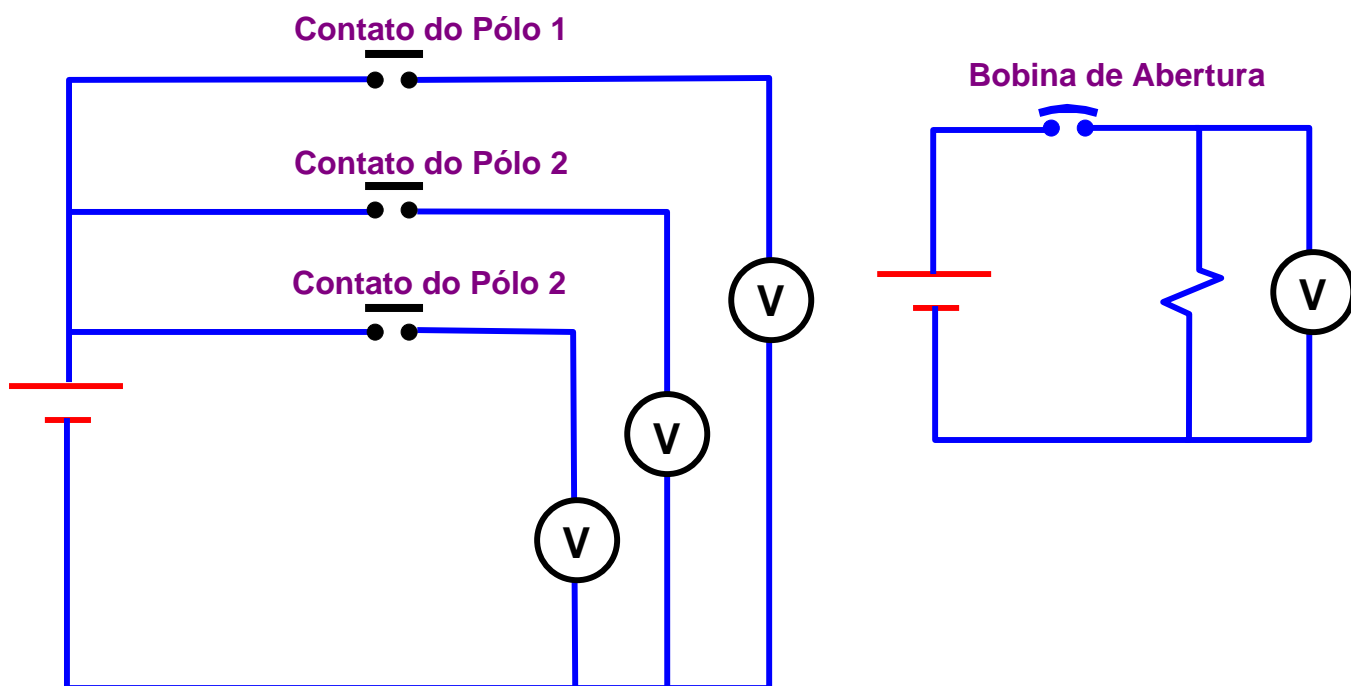 Contato do Pólo 1
Contato do Pólo 2
Contato do Pólo 2
V
V
V
Bobina de Abertura
V